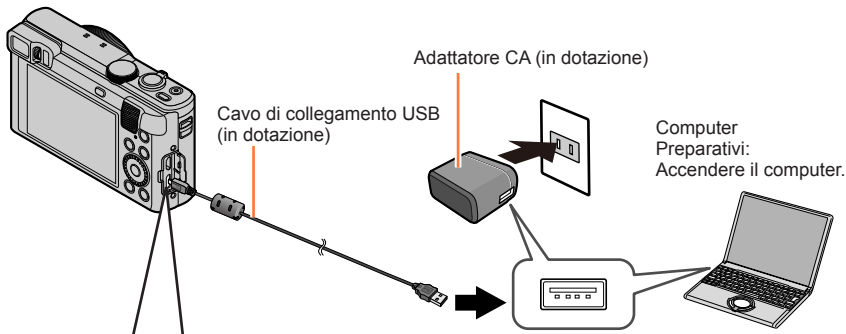 Adattatore CA (in dotazione)
Cavo di collegamento USB
(in dotazione)
Computer
Preparativi:
Accendere il computer.